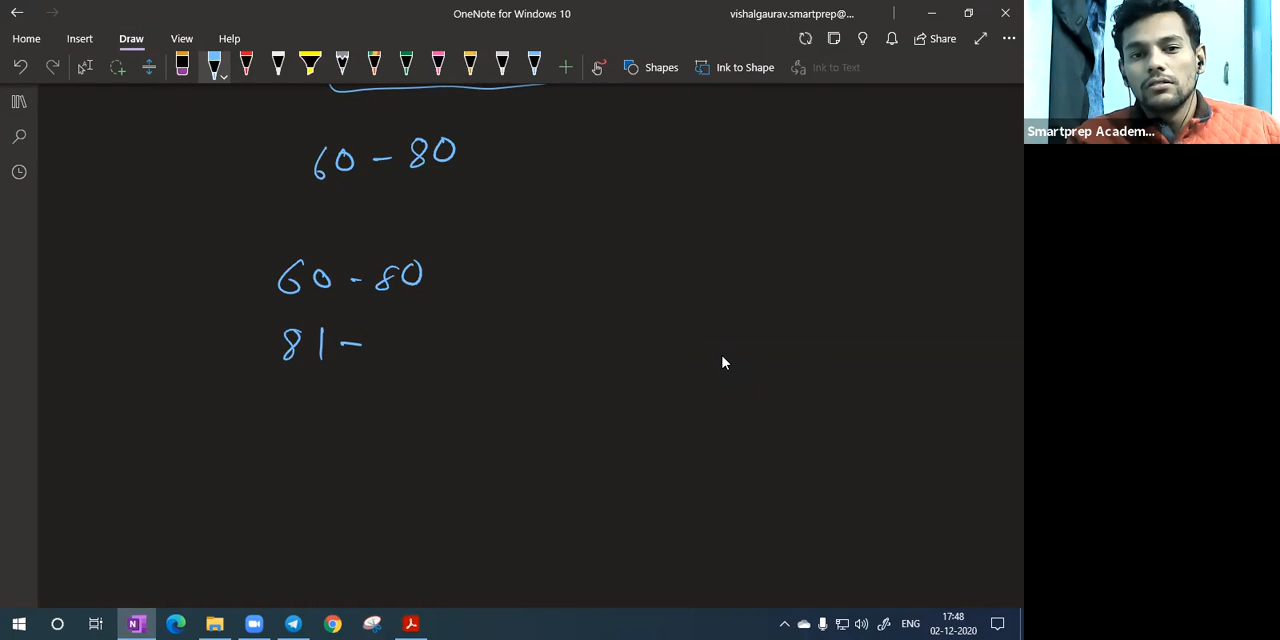 OneNote for Windows 10
vishalgaurav.smartprep@...
Home Insert Draw View Help
Share
Shapes Ink to Shape Ink to Text
Smartprep Academ...
60 - 80
60 - 80
81 -
ENG
17:48
02-12-2020